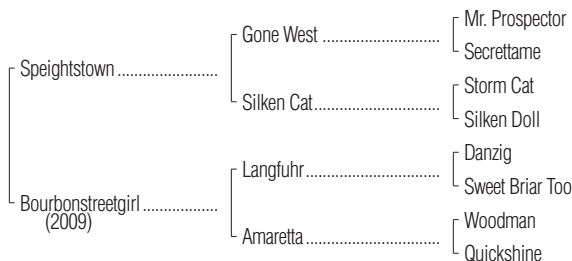 Mr. Prospector
Gone West ..............................
Secrettame
Speightstown .........................
Storm Cat
Silken Cat................................
Silken Doll
Danzig
Langfuhr..................................
Sweet Briar Too
Bourbonstreetgirl ...................
(2009)
Woodman
Amaretta..................................
Quickshine